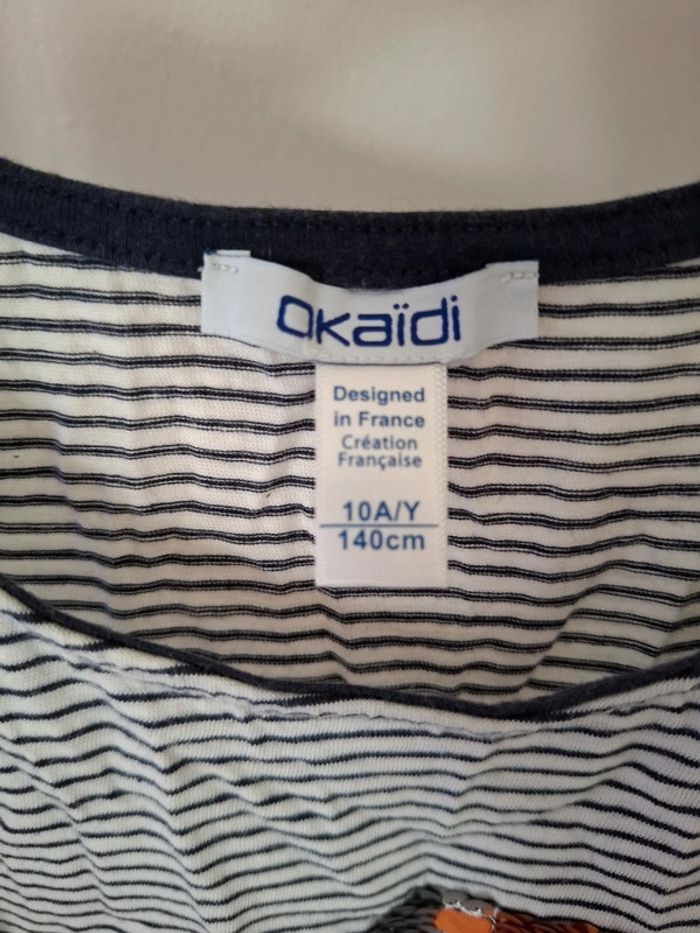 Okaïdi
Designed
in France
Création
Française
10A/Y
140cm